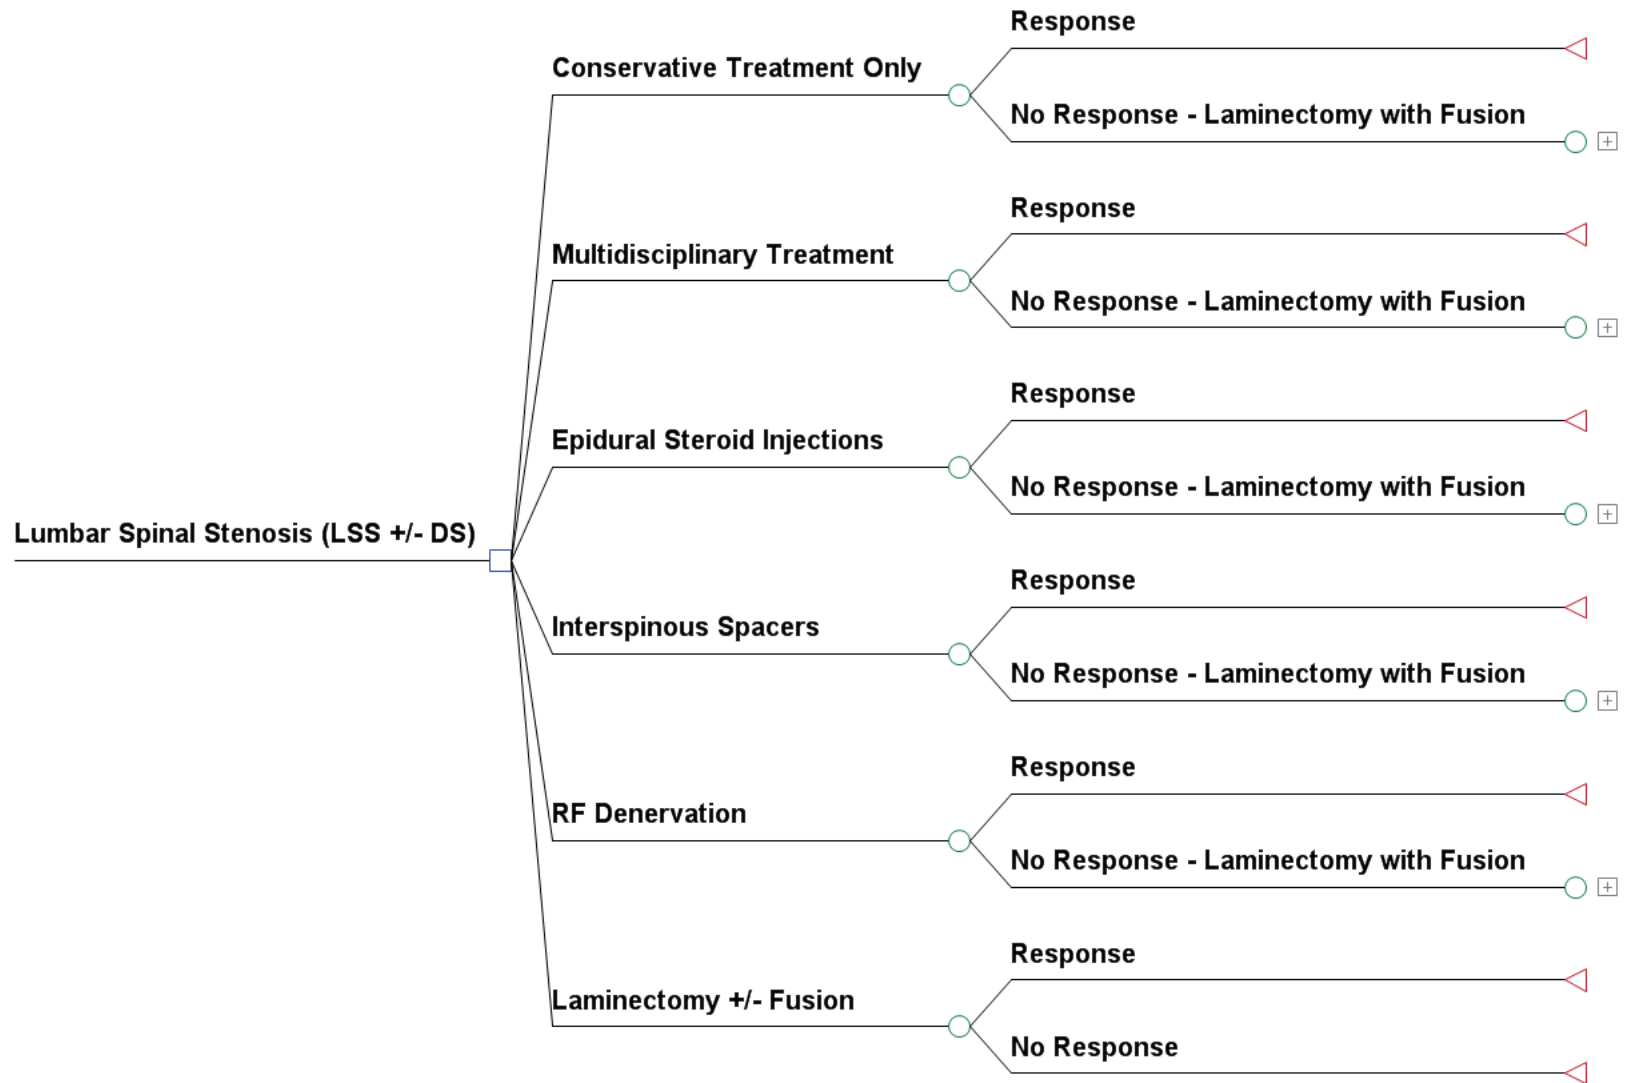 Lumbar Spinal Stenosis (LSS +/- DS)
Conservative Treatment Only
Response
No Response - Laminectomy with Fusion
Multidisciplinary Treatment
Response
No Response - Laminectomy with Fusion
Epidural Steroid Injections
Response
No Response - Laminectomy with Fusion
Interspinous Spacers
Response
No Response - Laminectomy with Fusion
RF Denervation
Response
No Response - Laminectomy with Fusion
Laminectomy +/- Fusion
Response
No Response